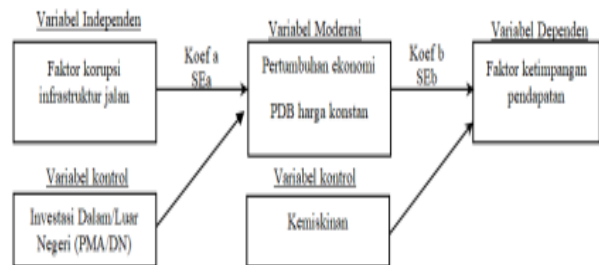 Variabel Independen
Faktor korupsi
infrastruktur jalan
Koef a
SEa
Variabel Moderasi
Pertumbuhan ekonomi
PDB harga konstan
Koef b
SEb
Variabel Dependen
Faktor ketimpangan
pendapatan
Variabel kontrol
Investasi Dalam/Luar
Negeri (PMA/DN)
Variabel kontrol
Kemiskinan